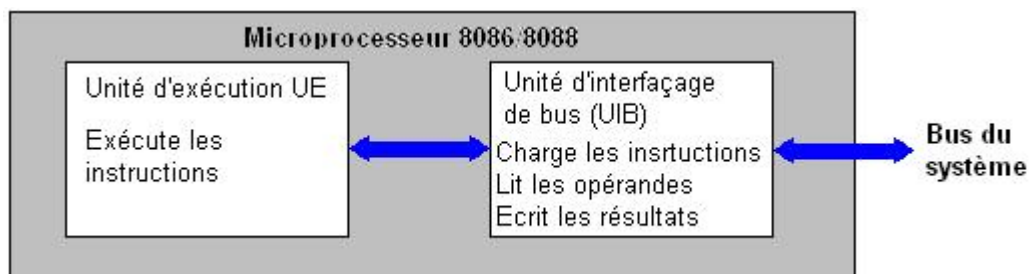 Microprocesseur 8086/8088
Unité d'exécution UE
Exécute les
instructions
Unité d'interfaçage
de bus (UIB)
Charge les insrtuctions
Lit les opérandes
Ecrit les résultats
Bus du
système